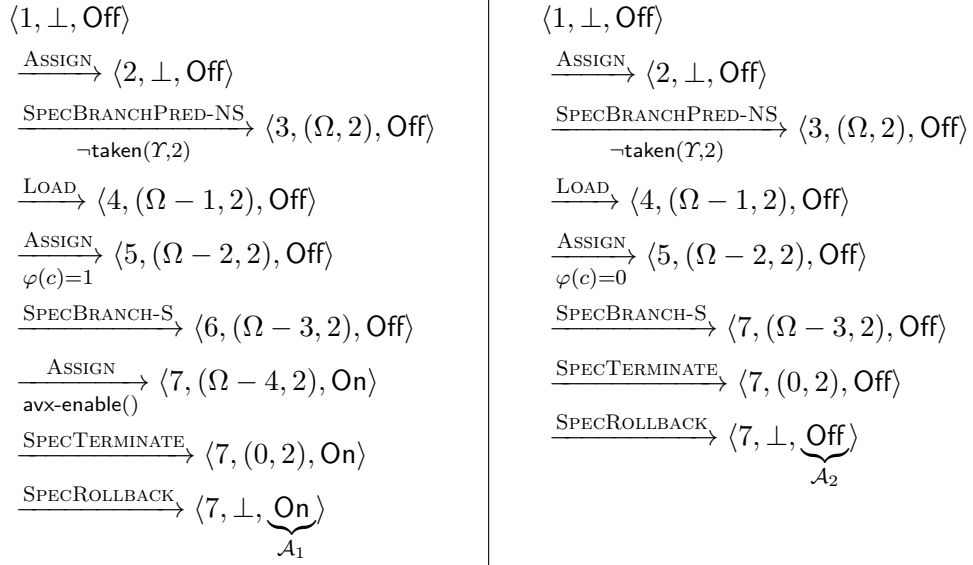 ⟨1, ⊥, Off⟩
Assign
⟨2, ⊥, Off⟩
SpecBranchPred-NS
¬taken(ϒ,2)
⟨3, (Ω, 2), Off⟩
Load
⟨4, (Ω − 1, 2), Off⟩
Assign
φ(c)=1
⟨5, (Ω − 2, 2), Off⟩
SpecBranch-S
⟨6, (Ω − 3, 2), Off⟩
Assign
avx-enable()
⟨7, (Ω − 4, 2), On⟩
SpecTerminate
⟨7, (0, 2), On⟩
SpecRollback
⟨7, ⊥, On⟩
𝒜₁
⟨1, ⊥, Off⟩
Assign
⟨2, ⊥, Off⟩
SpecBranchPred-NS
¬taken(ϒ,2)
⟨3, (Ω, 2), Off⟩
Load
⟨4, (Ω − 1, 2), Off⟩
Assign
φ(c)=0
⟨5, (Ω − 2, 2), Off⟩
SpecBranch-S
⟨7, (Ω − 3, 2), Off⟩
SpecTerminate
⟨7, (0, 2), Off⟩
SpecRollback
⟨7, ⊥, Off⟩
𝒜₂